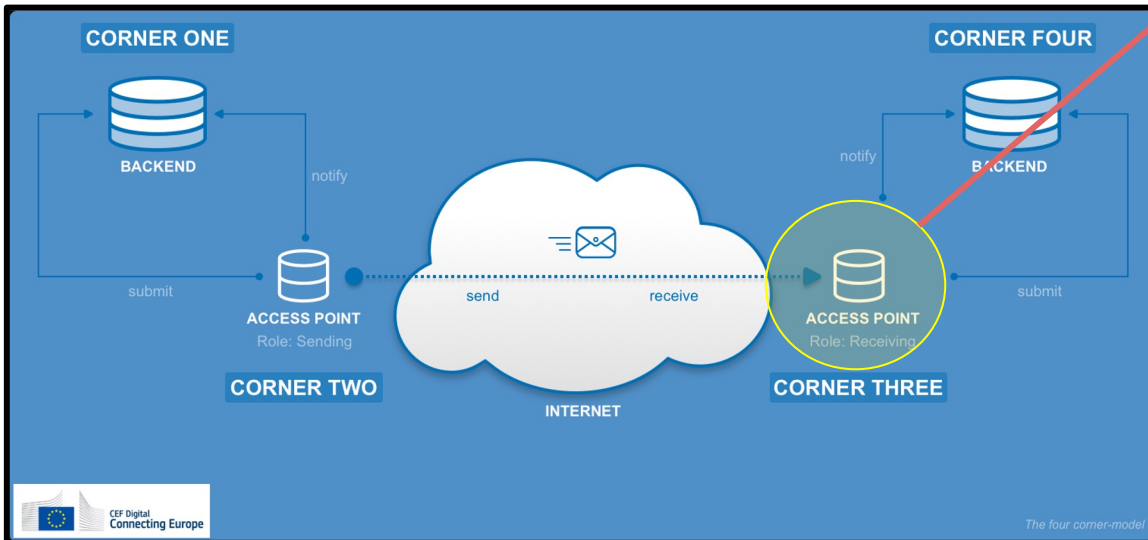 CORNER ONE
CORNER FOUR
BACKEND
BACKEND
notify
notify
submit
send
receive
submit
ACCESS POINT
Role: Sending
ACCESS POINT
Role: Receiving
CORNER TWO
CORNER THREE
INTERNET
CEF Digital
Connecting Europe
The four corner-model